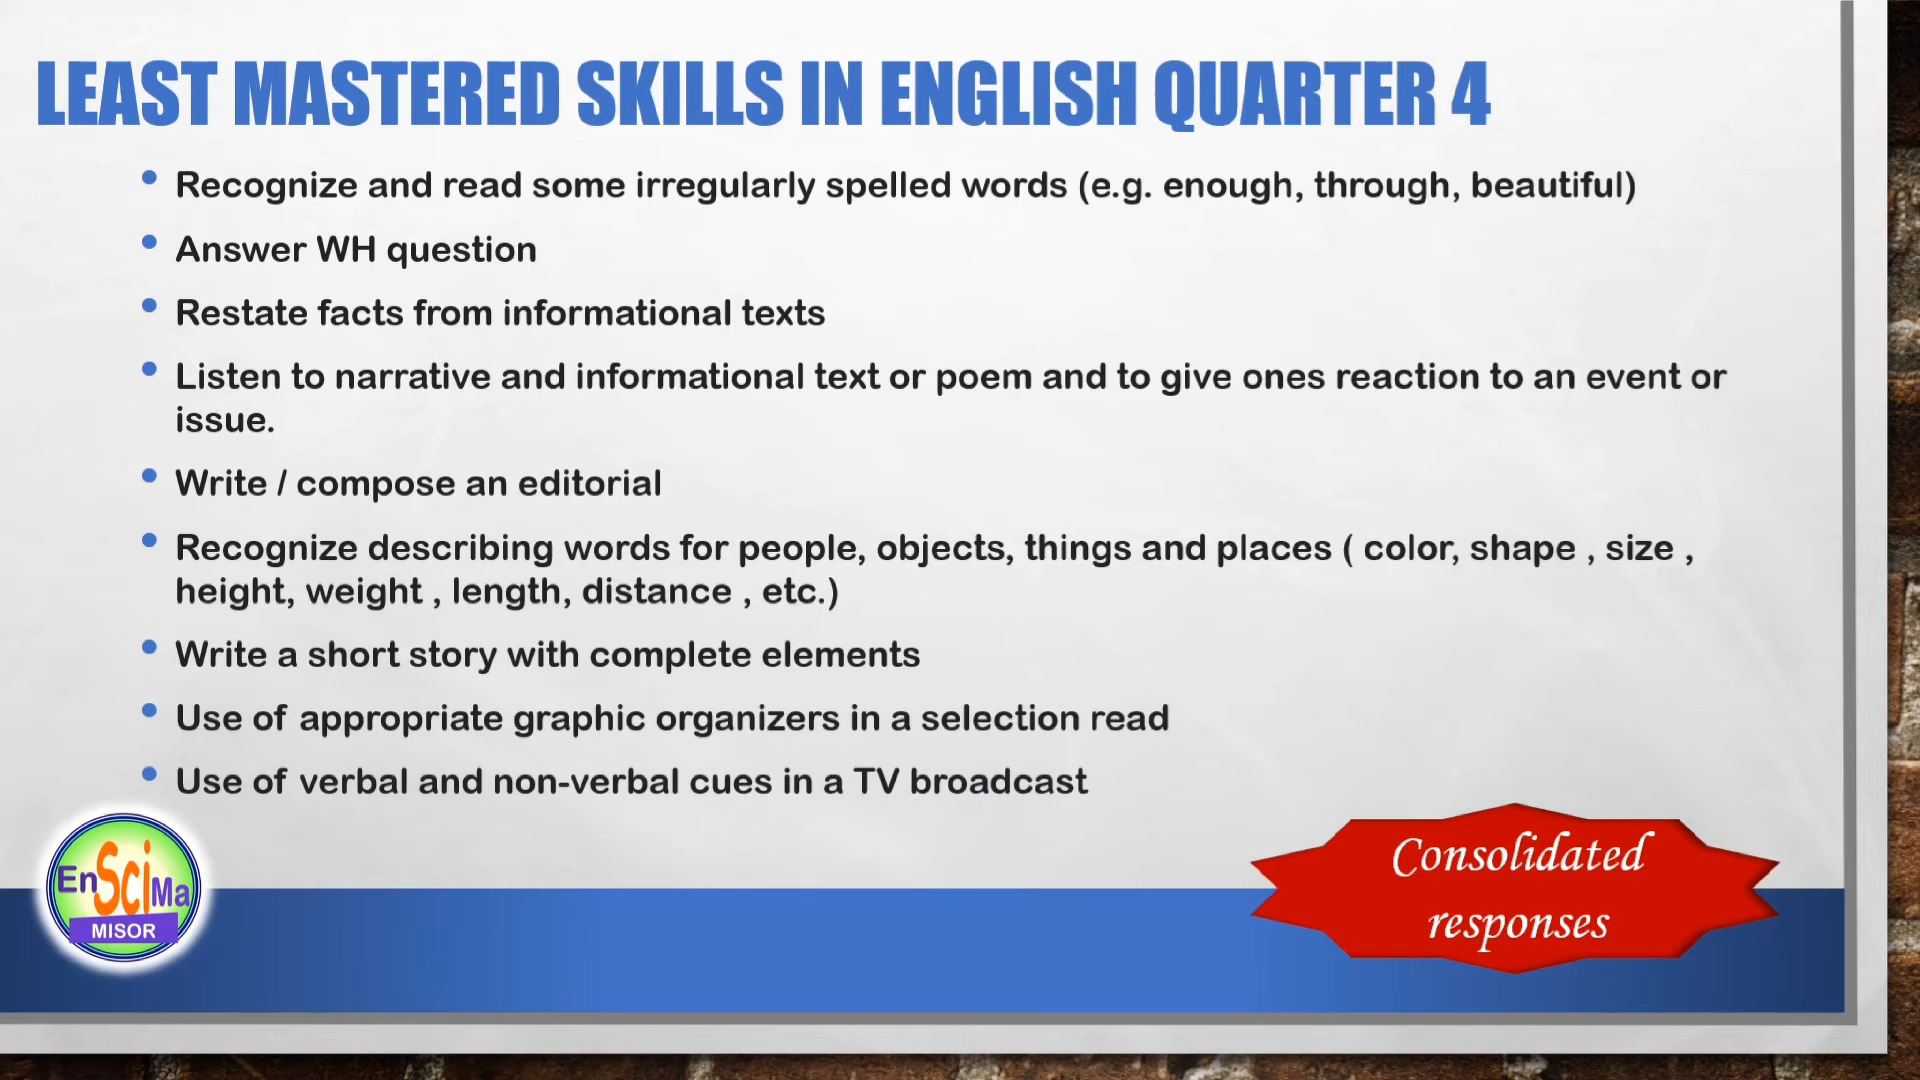 LEAST MASTERED SKILLS IN ENGLISH QUARTER 4
• Recognize and read some irregularly spelled words (e.g. enough, through, beautiful)
• Answer WH question
• Restate facts from informational texts
• Listen to narrative and informational text or poem and to give ones reaction to an event or
issue.
• Write / compose an editorial
• Recognize describing words for people, objects, things and places ( color, shape , size ,
height, weight , length, distance , etc.)
• Write a short story with complete elements
• Use of appropriate graphic organizers in a selection read
• Use of verbal and non-verbal cues in a TV broadcast
EnSciMa
MISOR
Consolidated
responses